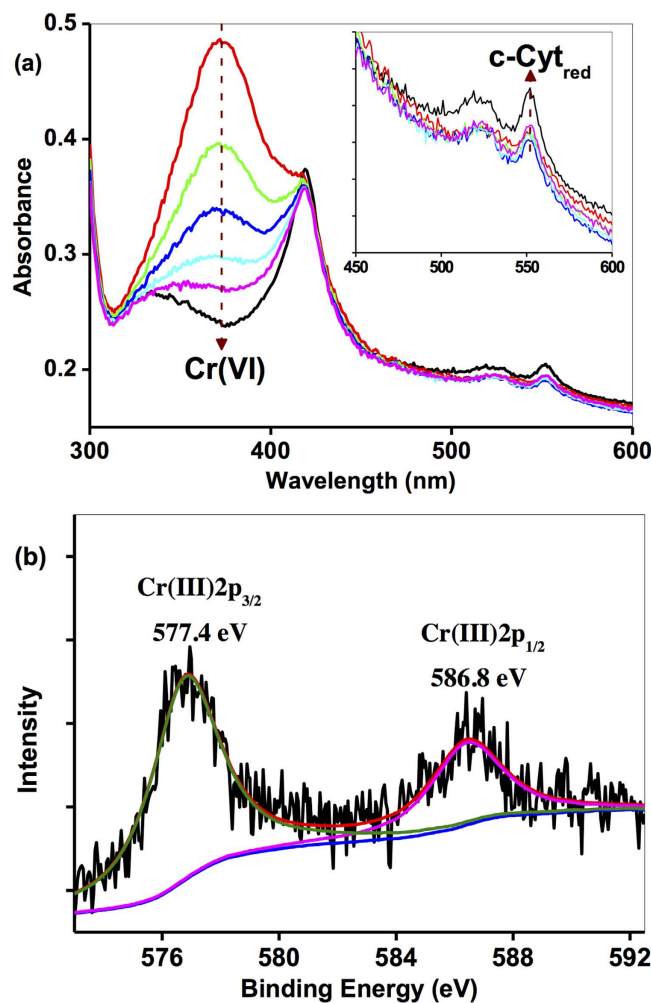 (a)
0.5
0.4
0.3
0.2
Absorbance
Cr(VI)
300
400
500
600
Wavelength (nm)
c-Cytred
450
500
550
600
(b)
Cr(III)2p3/2
577.4 eV
Cr(III)2p1/2
586.8 eV
Intensity
576
580
584
588
592
Binding Energy (eV)